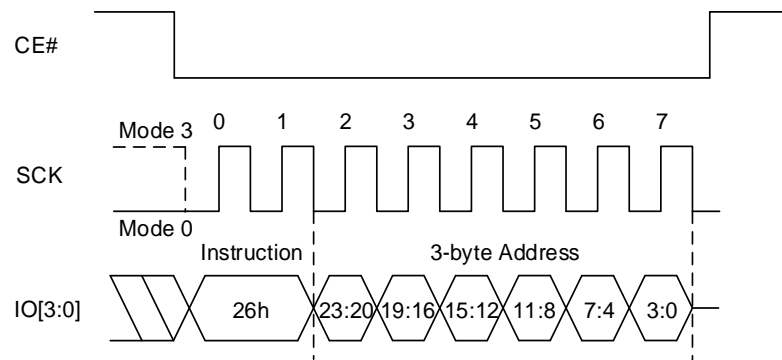 CE#
Mode 3
0 1 2 3 4 5 6 7
SCK
Mode 0
Instruction 3-byte Address
IO[3:0] 26h 23:20 19:16 15:12 11:8 7:4 3:0